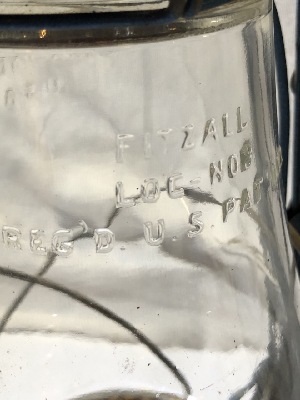 FITZALL
LOC-NOB
REG'D. U.S. PAT